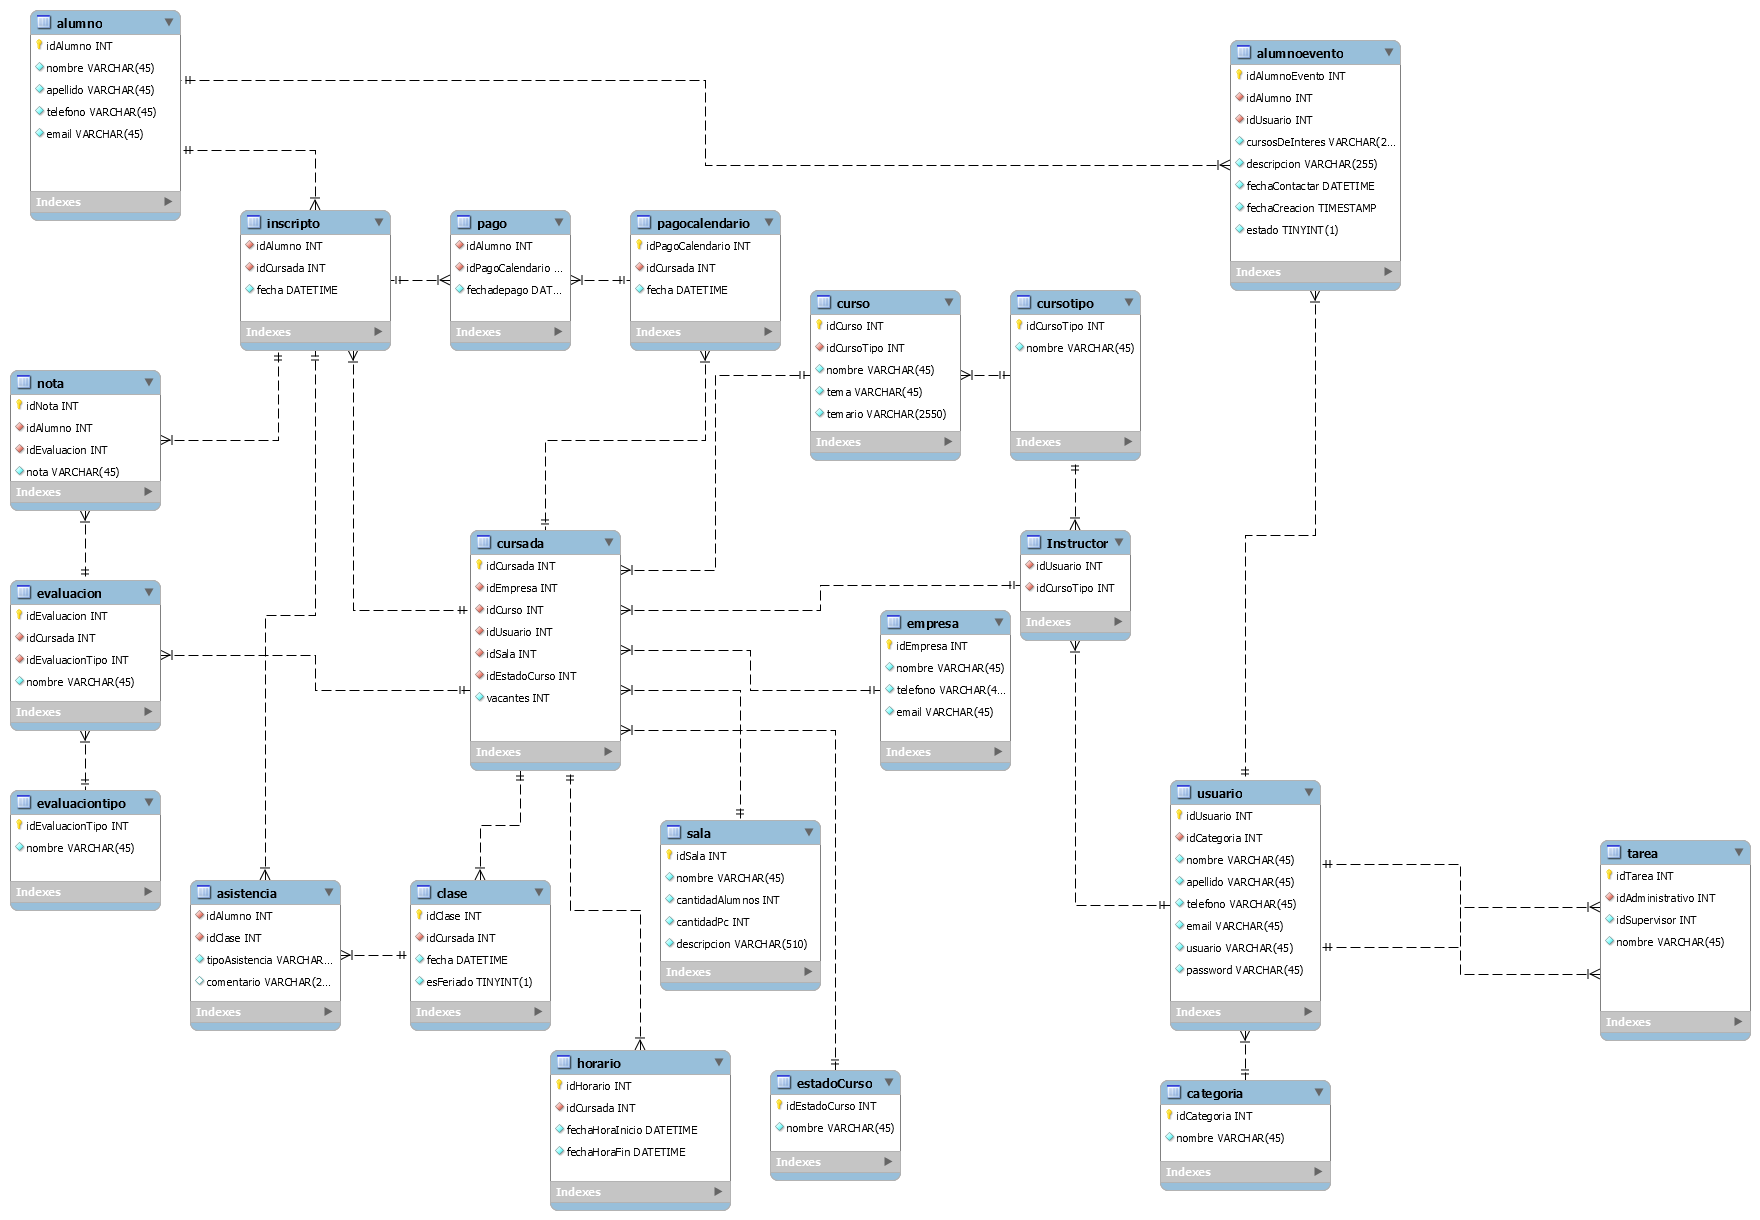 alumno
idAlumno INT
nombre VARCHAR(45)
apellido VARCHAR(45)
telefono VARCHAR(45)
email VARCHAR(45)
Indexes
alumnoevento
idAlumnoEvento INT
idAlumno INT
idUsuario INT
cursosDeInteres VARCHAR(2...
descripcion VARCHAR(255)
fechaContactar DATETIME
fechaCreacion TIMESTAMP
estado TINYINT(1)
Indexes
inscripto
idAlumno INT
idCursada INT
fecha DATETIME
Indexes
pago
idAlumno INT
idPagoCalendario ...
fechadepago DAT...
Indexes
pagocalendario
idPagoCalendario INT
idCursada INT
fecha DATETIME
Indexes
curso
idCurso INT
idCursoTipo INT
nombre VARCHAR(45)
tema VARCHAR(45)
temario VARCHAR(2550)
Indexes
cursotipo
idCursoTipo INT
nombre VARCHAR(45)
Indexes
nota
idNota INT
idAlumno INT
idEvaluacion INT
nota VARCHAR(45)
Indexes
cursada
idCursada INT
idEmpresa INT
idCurso INT
idUsuario INT
idSala INT
idEstadoCurso INT
vacantes INT
Indexes
Instructor
idUsuario INT
idCursoTipo INT
Indexes
evaluacion
idEvaluacion INT
idCursada INT
idEvaluacionTipo INT
nombre VARCHAR(45)
Indexes
empresa
idEmpresa INT
nombre VARCHAR(45)
telefono VARCHAR(4...
email VARCHAR(45)
Indexes
evaluaciontipo
idEvaluacionTipo INT
nombre VARCHAR(45)
Indexes
usuario
idUsuario INT
idCategoria INT
nombre VARCHAR(45)
apellido VARCHAR(45)
telefono VARCHAR(45)
email VARCHAR(45)
usuario VARCHAR(45)
password VARCHAR(45)
Indexes
sala
idSala INT
nombre VARCHAR(45)
cantidadAlumnos INT
cantidadPc INT
descripcion VARCHAR(510)
Indexes
tarea
idTarea INT
idAdministrativo INT
idSupervisor INT
nombre VARCHAR(45)
Indexes
asistencia
idAlumno INT
idClase INT
tipoAsistencia VARCHAR...
comentario VARCHAR(2...
Indexes
clase
idClase INT
idCursada INT
fecha DATETIME
esFeriado TINYINT(1)
Indexes
horario
idHorario INT
idCursada INT
fechaHoraInicio DATETIME
fechaHoraFin DATETIME
Indexes
estadoCurso
idEstadoCurso INT
nombre VARCHAR(45)
Indexes
categoria
idCategoria INT
nombre VARCHAR(45)
Indexes